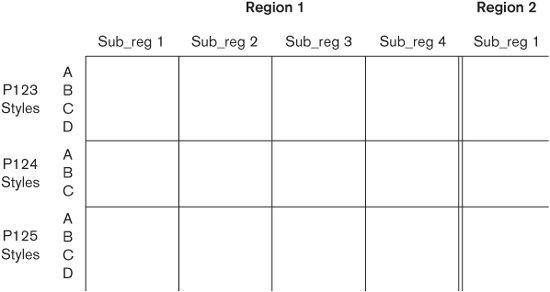 Region 1 Region 2
Sub_reg 1 Sub_reg 2 Sub_reg 3 Sub_reg 4 Sub_reg 1
P123
Styles
A
B
C
D
P124
Styles
A
B
C
P125
Styles
A
B
C
D